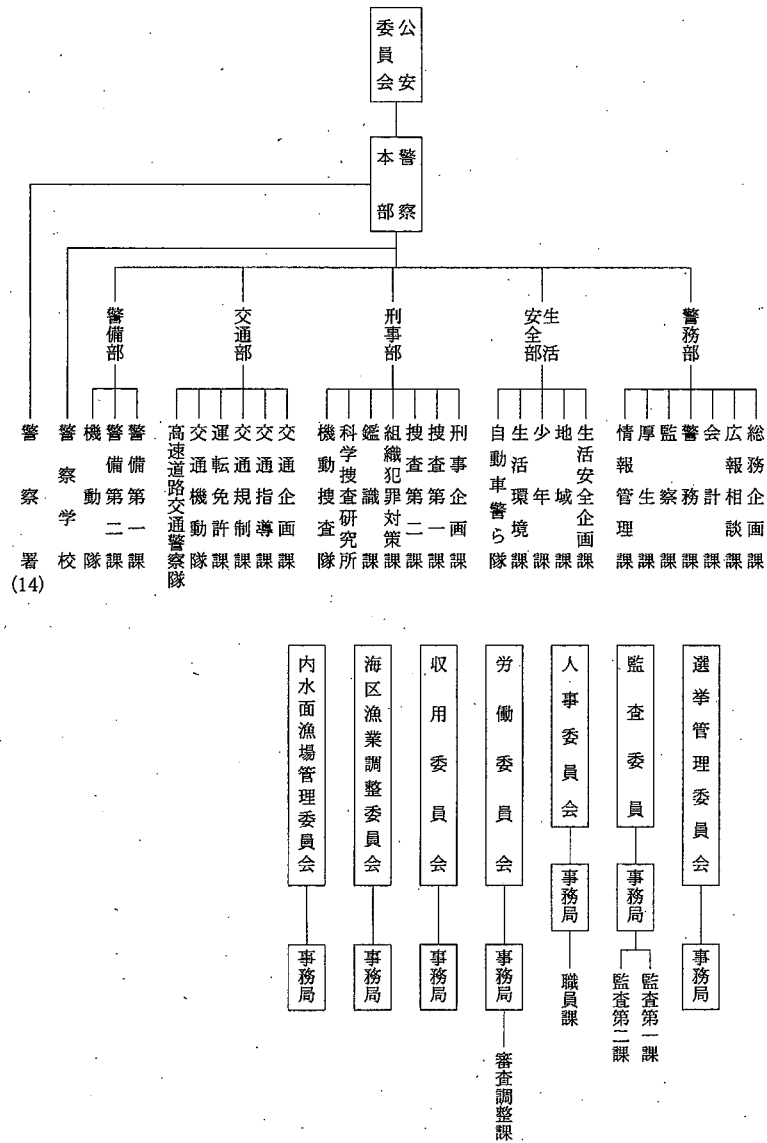 公安
委員会
警察
本部
警務部
生活
安全部
刑事部
交通部
警備部
総務企画課
広報相談課
会計課
警務課
監察課
厚生課
情報管理課
生活安全企画課
地域課
少年課
生活環境課
自動車警ら隊
刑事企画課
捜査第一課
捜査第二課
組織犯罪対策課
鑑識課
科学捜査研究所
機動捜査隊
交通企画課
交通指導課
交通規制課
運転免許課
交通機動隊
高速道路交通警察隊
警備第一課
警備第二課
機動隊
警察学校
警察署
(14)
選挙管理委員会
事務局
監査委員
事務局
監査第一課
監査第二課
人事委員会
事務局
職員課
労働委員会
事務局
審査調整課
収用委員会
事務局
海区漁業調整委員会
事務局
内水面漁場管理委員会
事務局